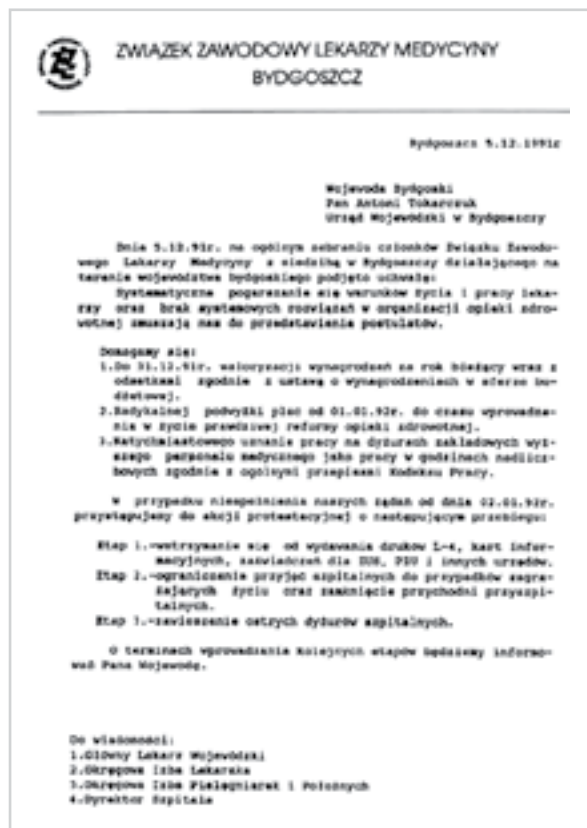 ZWIĄZEK ZAWODOWY LEKARZY MEDYCYNY
BYDGOSZCZ
Bydgoszcz 5.12.1991r
Wojewoda Bydgoski
Pan Antoni Tokarczuk
Urząd Wojewódzki w Bydgoszczy
Dnia 5.12.91r. na ogólnym zebraniu członków Związku Zawodo-
wego Lekarzy Medycyny z siedzibą w Bydgoszczy działającego na
terenie województwa bydgoskiego podjęto uchwałę:
Systematyczne pogarszanie się warunków życia i pracy leka-
rzy oraz brak systemowych rozwiązań w organizacji opieki zdro-
wotnej zmuszają nas do przedstawienia postulatów.
Domagamy się:
1.Do 31.12.91r. waloryzacji wynagrodzeń na rok bieżący wraz z
odsetkami zgodnie z ustawą o wynagrodzeniach w sferze bu-
dżetowej.
2.Radykalnej podwyżki płac od 01.01.92r. do czasu wprowadze-
nia w życie prawdziwej reformy opieki zdrowotnej.
3.Natychmiastowego uznania pracy na dyżurach zakładowych wyż-
szego personelu medycznego jako pracy w godzinach nadlicz-
bowych zgodnie z ogólnymi przepisami Kodeksu Pracy.
W przypadku niespełnienia naszych żądań od dnia 02.01.92r.
przystępujemy do akcji protestacyjnej o następującym przebiegu:
Etap 1.-wstrzymanie się od wydawania druków L-4, kart infor-
macyjnych, zaświadczeń dla ZUS, PZU i innych urzędów.
Etap 2.-ograniczenie przyjęć szpitalnych do przypadków zagra-
żających życiu oraz zamknięcie przychodni przyszpi-
talnych.
Etap 3.-zawieszenie ostrych dyżurów szpitalnych.
O terminach wprowadzania kolejnych etapów będziemy informo-
wać Pana Wojewodę.
Do wiadomości:
1.Główny Lekarz Wojewódzki
2.Okręgowa Izba Lekarska
3.Okręgowa Izba Pielęgniarek i Położnych
4.Dyrektor Szpitala